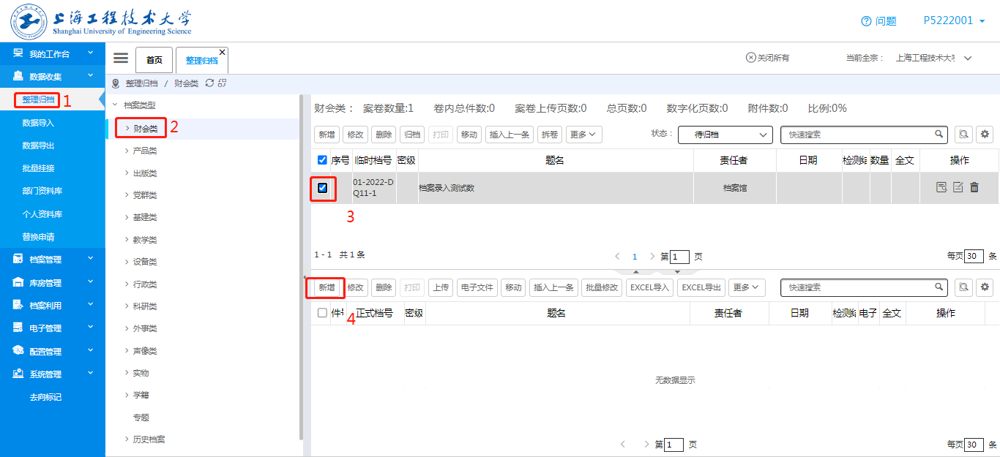 上海工程技术大学
Shanghai University of Engineering Science
问题
P5222001
我的工作台
首页
整理归档
关闭所有
当前全宗：
上海工程技术大学
数据收集
整理归档 / 财会类
整理归档
1
数据导入
数据导出
批量挂接
部门资料库
个人资料库
替换申请
档案管理
库房管理
档案利用
电子管理
配置管理
系统管理
去向标记
档案类型
财会类
2
产品类
出版类
党群类
基建类
教学类
设备类
行政类
科研类
外事类
声像类
实物
学籍
专题
历史档案
财会类： 案卷数量:1 卷内总件数:0 案卷上传页数:0 总页数:0 数字化页数:0 附件数:0 比例:0%
新增 修改 删除 归档 打印 移动 插入上一条 拆卷 更多 状态： 待归档 快速搜索
序号 临时档号 密级 题名 责任者 日期 检测结 数量 全文 操作
01-2022-D
Q11-1
档案录入测试数
档案馆
3
1 - 1 共 1 条
1
第 1 页
每页 30 条
新增 修改 删除 打印 上传 电子文件 移动 插入上一条 批量修改 EXCEL导入 EXCEL导出 更多 快速搜索
4
件号 正式档号 密级 题名 责任者 日期 检测结 电子 全文 操作
无数据显示
第 1 页
每页 30 条